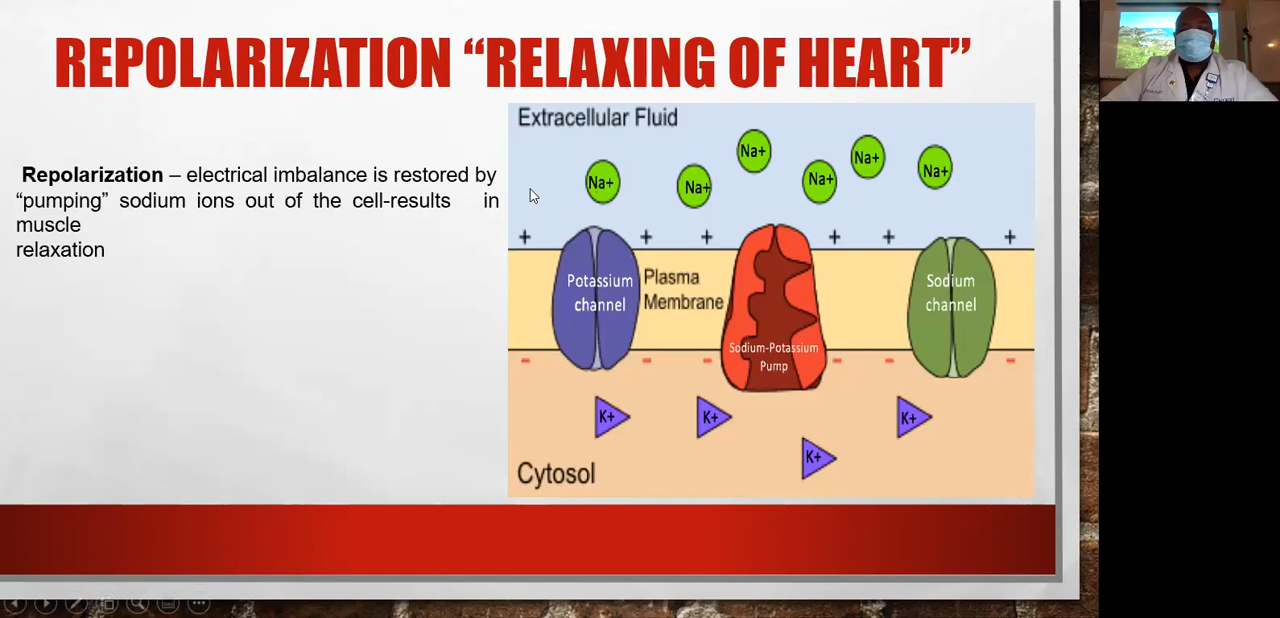 REPOLARIZATION “RELAXING OF HEART”
Repolarization – electrical imbalance is restored by
“pumping” sodium ions out of the cell-results in
muscle
relaxation
Extracellular Fluid
Na+
Na+
Na+
Na+
Na+
Na+
+ + + + + +
Potassium
channel
Plasma
Membrane
Sodium-Potassium
Pump
Sodium
channel
- - - - - -
K+
K+
K+
K+
Cytosol